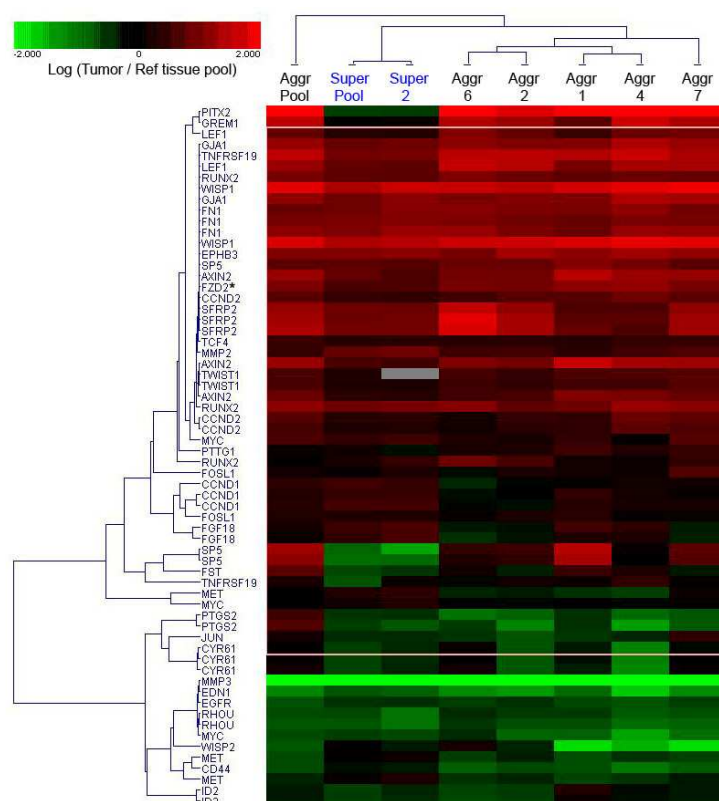 -2.000 0 2.000
Log (Tumor / Ref tissue pool)
Aggr Pool Super Pool Super 2 Aggr 6 Aggr 2 Aggr 1 Aggr 4 Aggr 7
PITX2
GREM1
LEF1
GJA1
TNFRSF19
LEF1
RUNX2
WISP1
GJA1
FN1
FN1
FN1
WISP1
EPHB3
SP5
AXIN2
FZD2*
CCND2
SFRP2
SFRP2
SFRP2
TCF4
MMP2
AXIN2
TWIST1
TWIST1
AXIN2
RUNX2
CCND2
CCND2
MYC
PTTG1
RUNX2
FOSL1
CCND1
CCND1
CCND1
FOSL1
FGF18
FGF18
SP5
SP5
FST
TNFRSF19
MET
MYC
PTGS2
PTGS2
JUN
CYR61
CYR61
CYR61
MMP3
EDN1
EGFR
RHOU
RHOU
MYC
WISP2
MET
CD44
MET
ID2